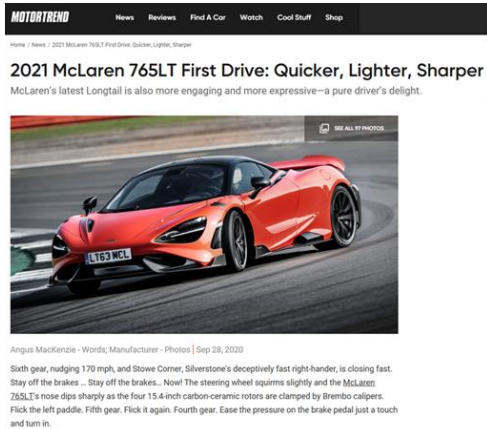 MOTORTREND News Reviews Find A Car Watch Cool Stuff Shop
Home / News / 2021 McLaren 765LT First Drive: Quicker, Lighter, Sharper
2021 McLaren 765LT First Drive: Quicker, Lighter, Sharper
McLaren's latest Longtail is also more engaging and more expressive—a pure driver's delight.
SEE ALL 97 PHOTOS
LT63 MCL
Angus MacKenzie - Words; Manufacturer - Photos | Sep 28, 2020
Sixth gear, nudging 170 mph, and Stowe Corner, Silverstone's deceptively fast right-hander, is closing fast.
Stay off the brakes ... Stay off the brakes... Now! The steering wheel squirms slightly and the McLaren
765LT's nose dips sharply as the four 15.4-inch carbon-ceramic rotors are clamped by Brembo calipers.
Flick the left paddle. Fifth gear. Flick it again. Fourth gear. Ease the pressure on the brake pedal just a touch
and turn in.